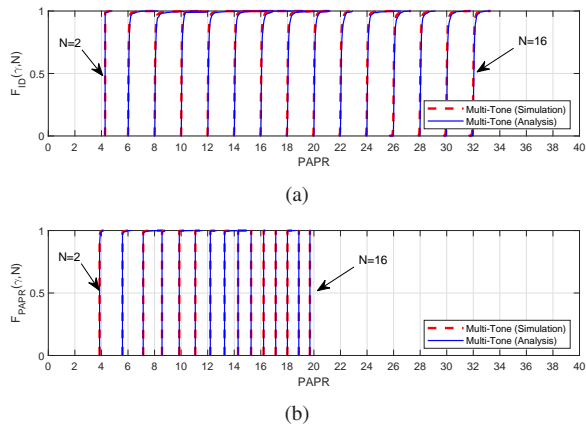 F_ID(γ,N)
1
0.5
0
N=2
N=16
Multi-Tone (Simulation)
Multi-Tone (Analysis)
0 2 4 6 8 10 12 14 16 18 20 22 24 26 28 30 32 34 36 38 40
PAPR
(a)
F_PAPR(γ,N)
1
0.5
0
N=2
N=16
Multi-Tone (Simulation)
Multi-Tone (Analysis)
0 2 4 6 8 10 12 14 16 18 20 22 24 26 28 30 32 34 36 38 40
PAPR
(b)